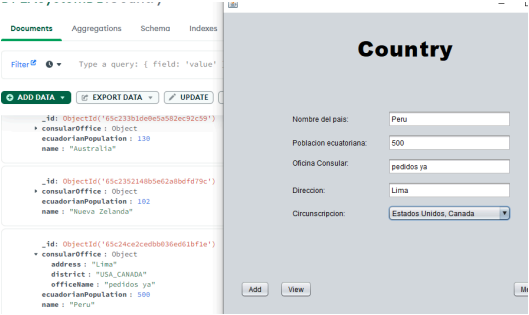 Documents
Aggregations
Schema
Indexes
Filter
Type a query: { field: 'value'
ADD DATA
EXPORT DATA
UPDATE
_id: ObjectId('65c233b1de0e5a582ec92c59')
consularOffice : Object
ecuadorianPopulation : 130
name : "Australia"
_id: ObjectId('65c2352148b5e62a8bdfd79c')
consularOffice : Object
ecuadorianPopulation : 102
name : "Nueva Zelanda"
_id: ObjectId('65c24ce2cedbb036ed61bf1e')
consularOffice : Object
address : "Lima"
district : "USA_CANADA"
officeName : "pedidos ya"
ecuadorianPopulation : 500
name : "Peru"
Country
Nombre del pais: Peru
Poblacion ecuatoriana: 500
Oficina Consular: pedidos ya
Direccion: Lima
Circunscripcion: Estados Unidos, Canada
Add
View